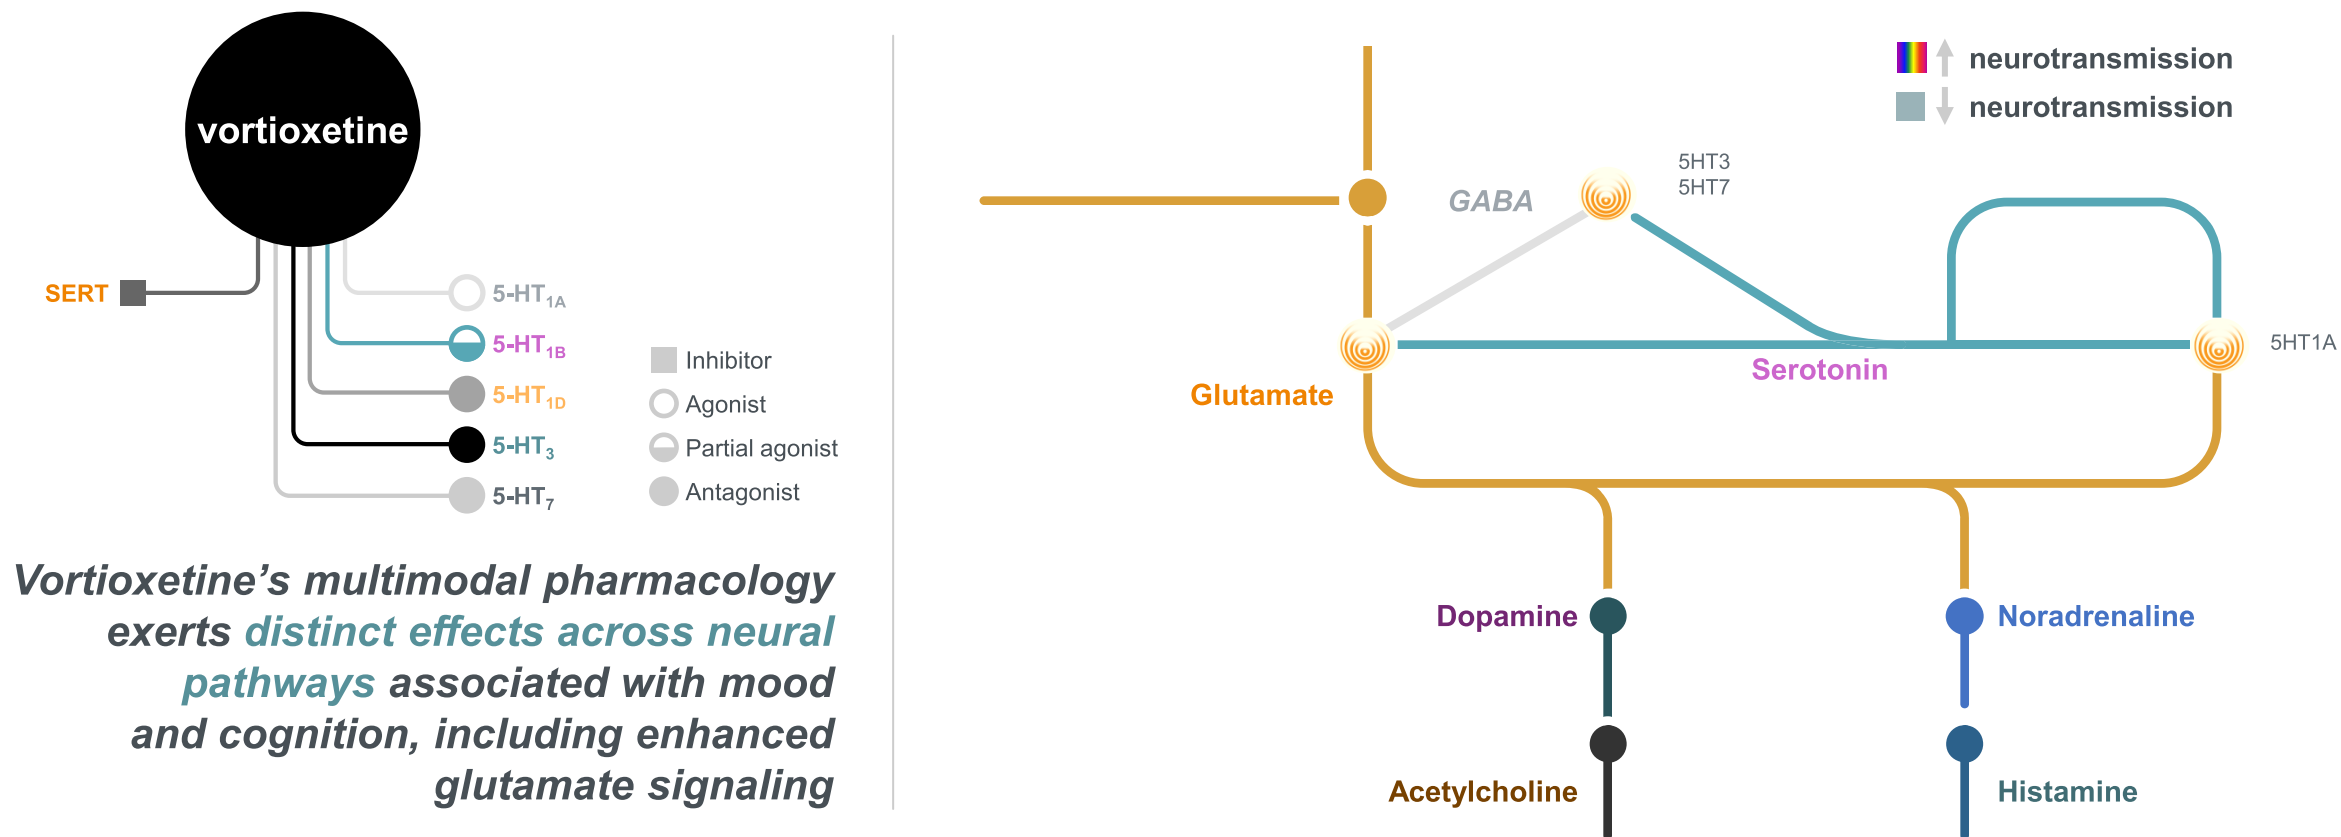 vortioxetine
SERT
5-HT1A
5-HT1B
5-HT1D
5-HT3
5-HT7
Inhibitor
Agonist
Partial agonist
Antagonist
Vortioxetine’s multimodal pharmacology
exerts distinct effects across neural
pathways associated with mood
and cognition, including enhanced
glutamate signaling
neurotransmission
neurotransmission
5HT3
5HT7
GABA
5HT1A
Serotonin
Glutamate
Dopamine
Noradrenaline
Acetylcholine
Histamine